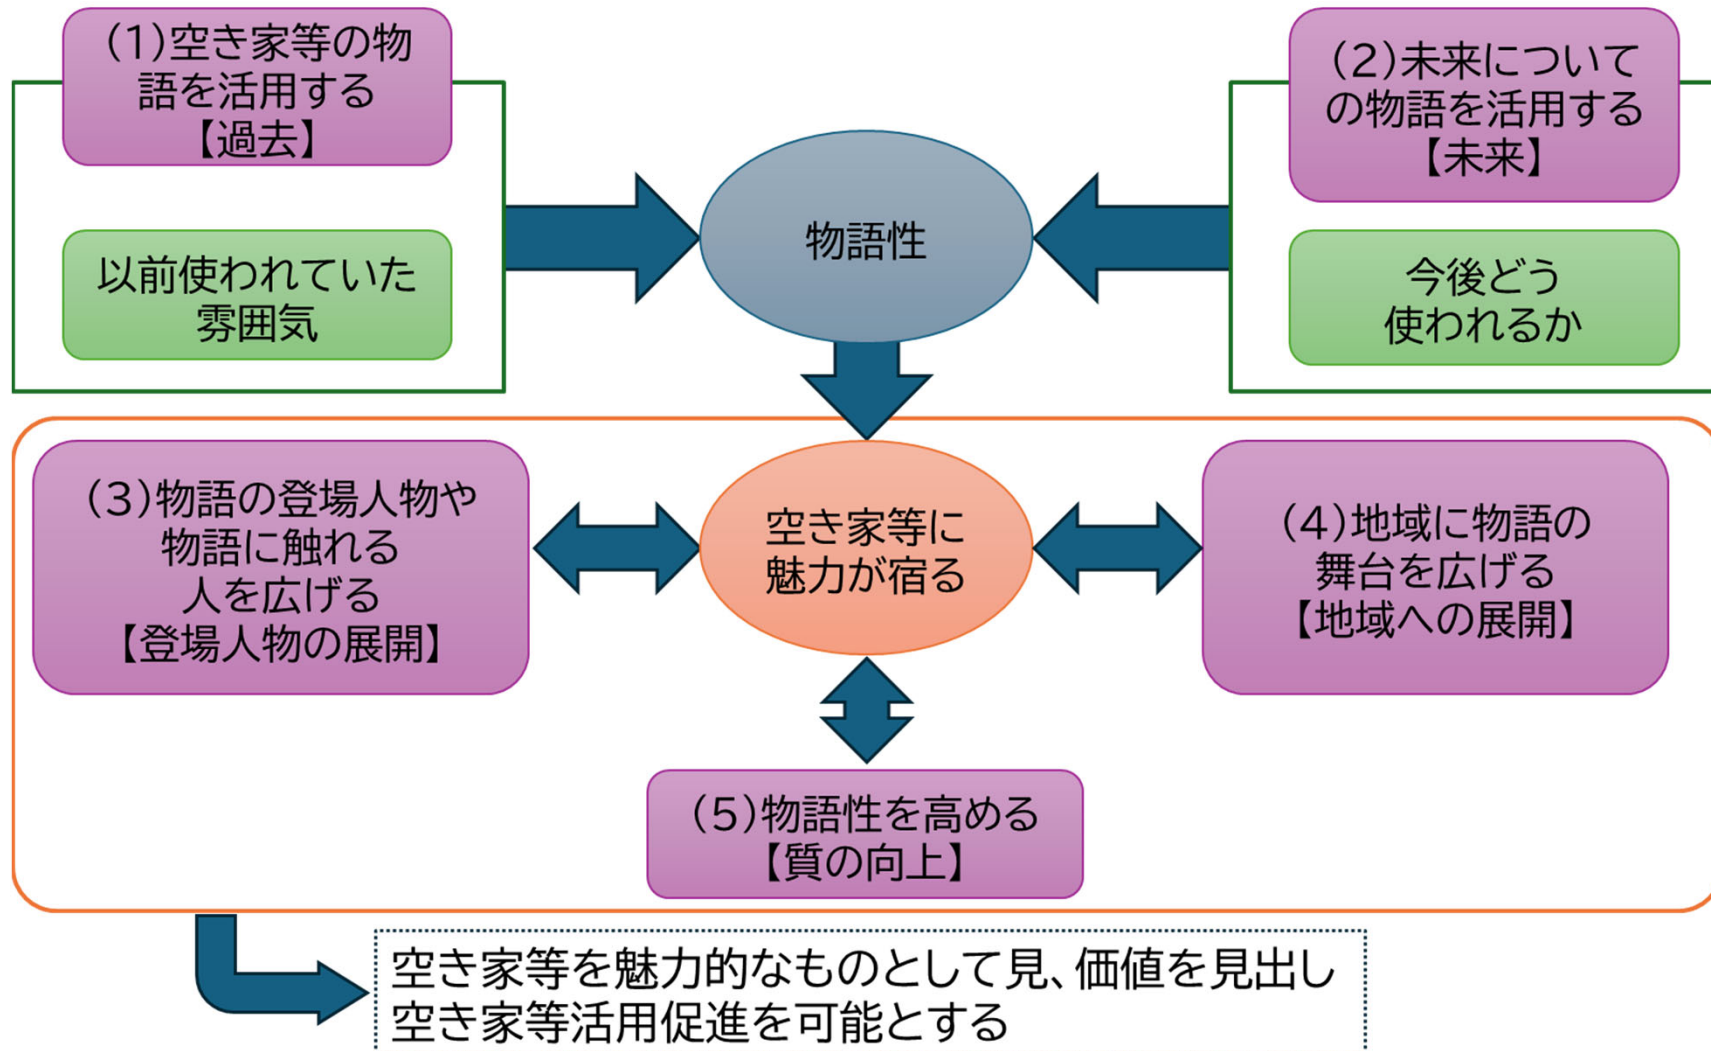 (1)空き家等の物
語を活用する
【過去】
以前使われていた
雰囲気
物語性
(2)未来について
の物語を活用する
【未来】
今後どう
使われるか
(3)物語の登場人物や
物語に触れる
人を広げる
【登場人物の展開】
空き家等に
魅力が宿る
(4)地域に物語の
舞台を広げる
【地域への展開】
(5)物語性を高める
【質の向上】
空き家等を魅力的なものとして見、価値を見出し
空き家等活用促進を可能とする